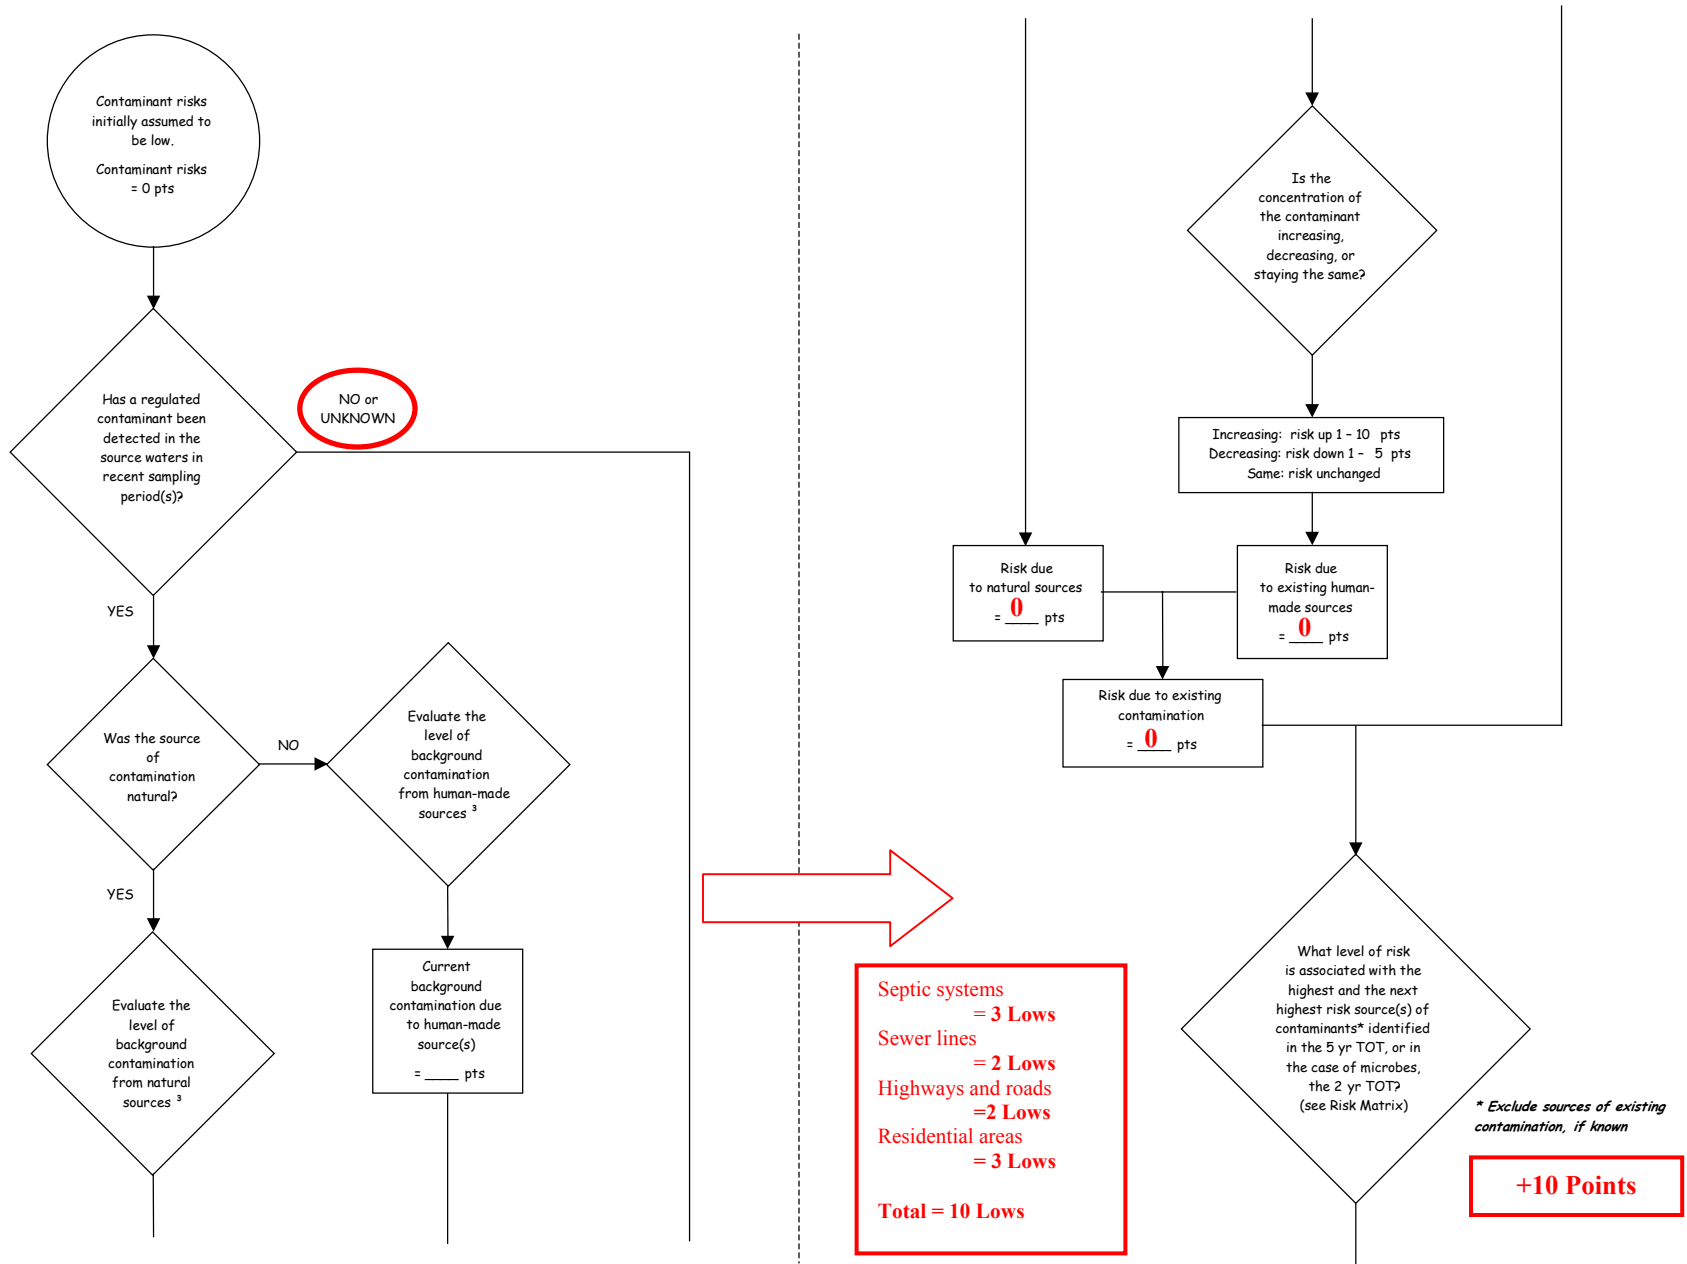 Contaminant risks
initially assumed to
be low.
Contaminant risks
= 0 pts
Has a regulated
contaminant been
detected in the
source waters in
recent sampling
period(s)?
NO or
UNKNOWN
YES
Was the source
of
contamination
natural?
NO
Evaluate the
level of
background
contamination
from human-made
sources ³
YES
Evaluate the
level of
background
contamination
from natural
sources ³
Current
background
contamination due
to human-made
source(s)
= ____ pts
Is the
concentration of
the contaminant
increasing,
decreasing, or
staying the same?
Increasing: risk up 1 – 10 pts
Decreasing: risk down 1 – 5 pts
Same: risk unchanged
Risk due
to natural sources
= 0 pts
Risk due
to existing human-
made sources
= 0 pts
Risk due to existing
contamination
= 0 pts
Septic systems
= 3 Lows
Sewer lines
= 2 Lows
Highways and roads
=2 Lows
Residential areas
= 3 Lows
Total = 10 Lows
What level of risk
is associated with the
highest and the next
highest risk source(s) of
contaminants* identified
in the 5 yr TOT, or in
the case of microbes,
the 2 yr TOT?
(see Risk Matrix)
* Exclude sources of existing
contamination, if known
+10 Points